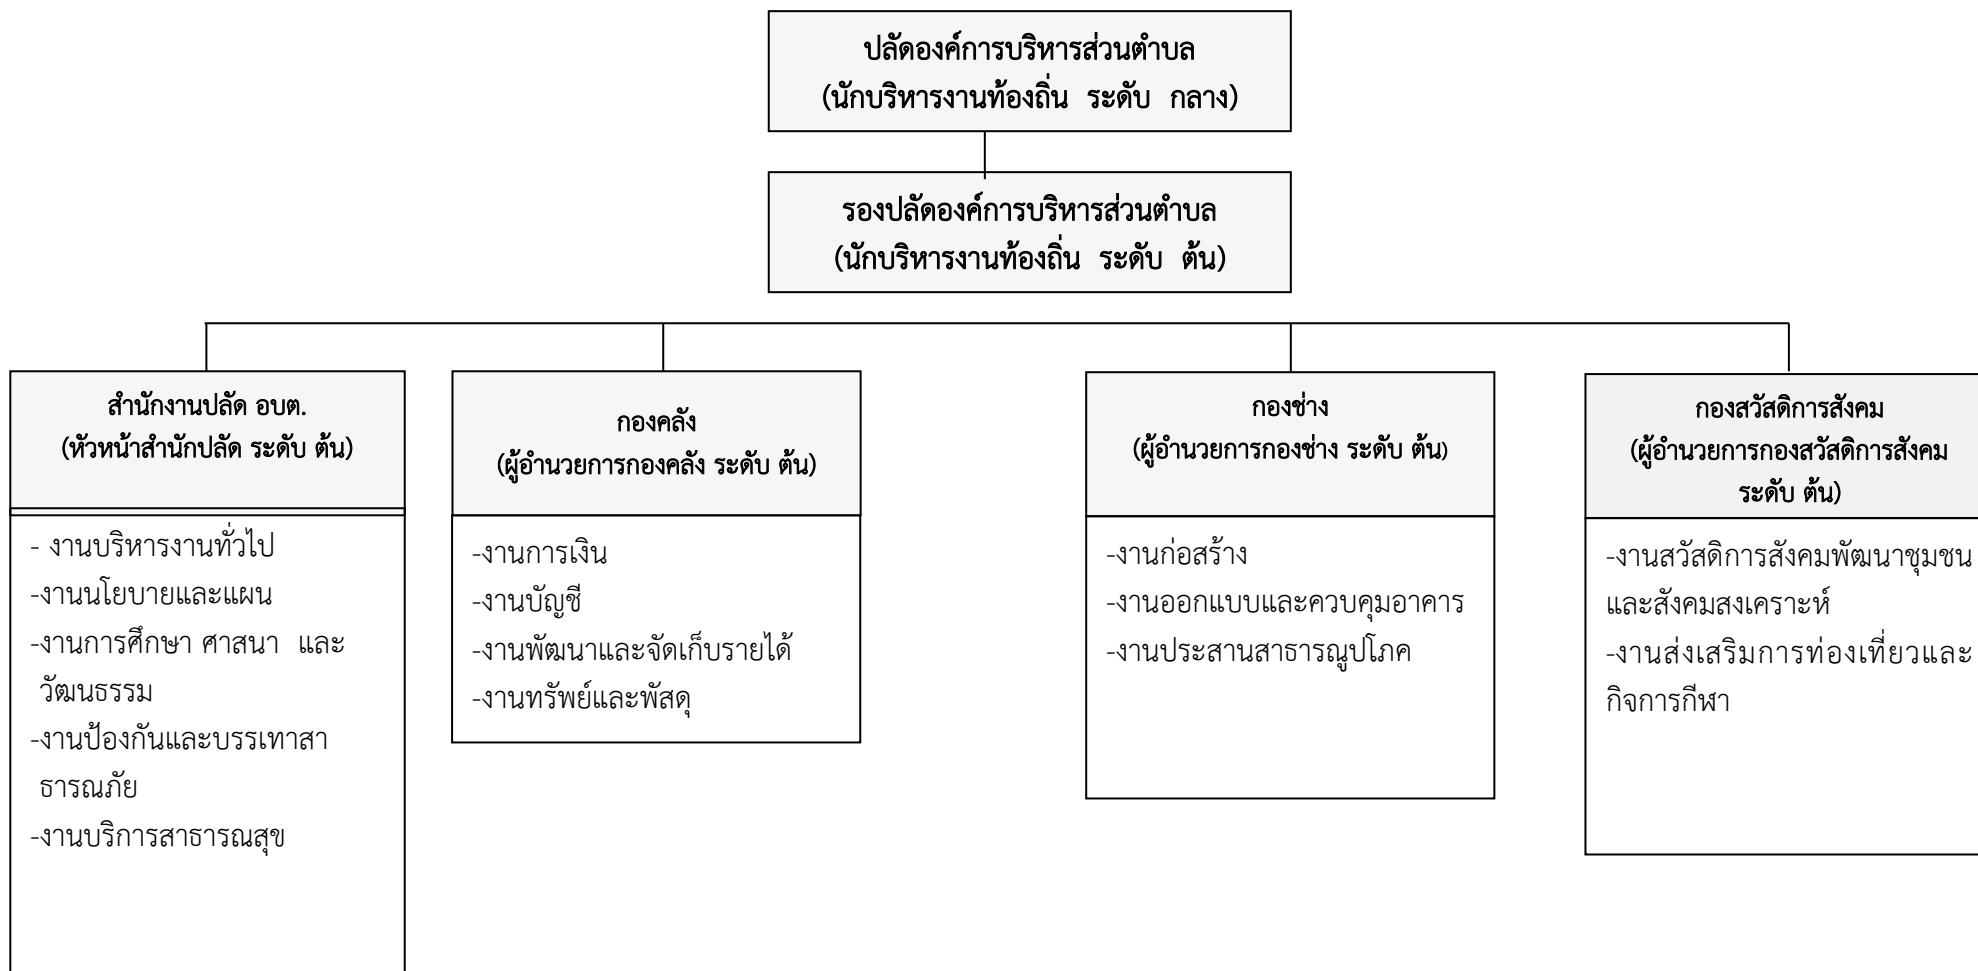 ปลัดองค์การบริหารส่วนตำบล
(นักบริหารงานท้องถิ่น ระดับ กลาง)
รองปลัดองค์การบริหารส่วนตำบล
(นักบริหารงานท้องถิ่น ระดับ ต้น)
สำนักงานปลัด อบต.
(หัวหน้าสำนักปลัด ระดับ ต้น)
- งานบริหารงานทั่วไป
-งานนโยบายและแผน
-งานการศึกษา ศาสนา และ
วัฒนธรรม
-งานป้องกันและบรรเทาสา
ธารณภัย
-งานบริการสาธารณสุข
กองคลัง
(ผู้อำนวยการกองคลัง ระดับ ต้น)
-งานการเงิน
-งานบัญชี
-งานพัฒนาและจัดเก็บรายได้
-งานทรัพย์และพัสดุ
กองช่าง
(ผู้อำนวยการกองช่าง ระดับ ต้น)
-งานก่อสร้าง
-งานออกแบบและควบคุมอาคาร
-งานประสานสาธารณูปโภค
กองสวัสดิการสังคม
(ผู้อำนวยการกองสวัสดิการสังคม
ระดับ ต้น)
-งานสวัสดิการสังคมพัฒนาชุมชน
และสังคมสงเคราะห์
-งานส่งเสริมการท่องเที่ยวและ
กิจการกีฬา